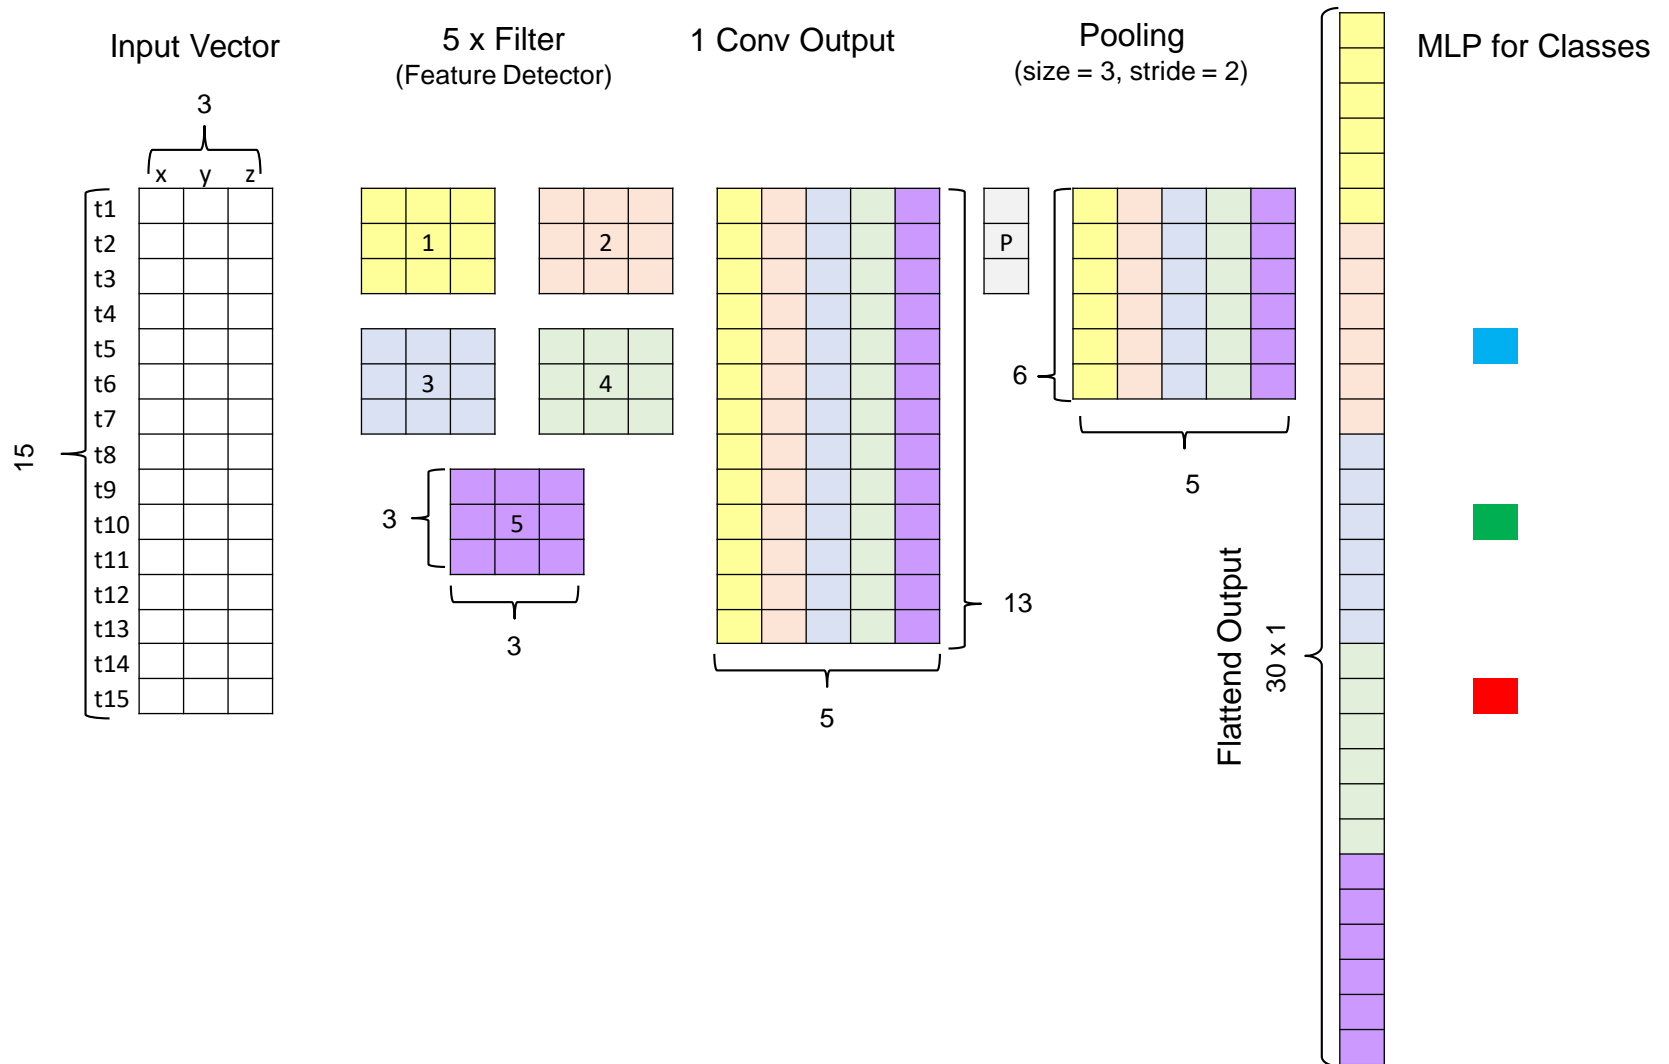 Input Vector
5 x Filter
(Feature Detector)
1 Conv Output
Pooling
(size = 3, stride = 2)
MLP for Classes
3
x y z
t1
t2
t3
t4
t5
t6
t7
t8
t9
t10
t11
t12
t13
t14
t15
15
1
2
3
4
5
3
3
13
5
P
6
5
Flattend Output
30 x 1